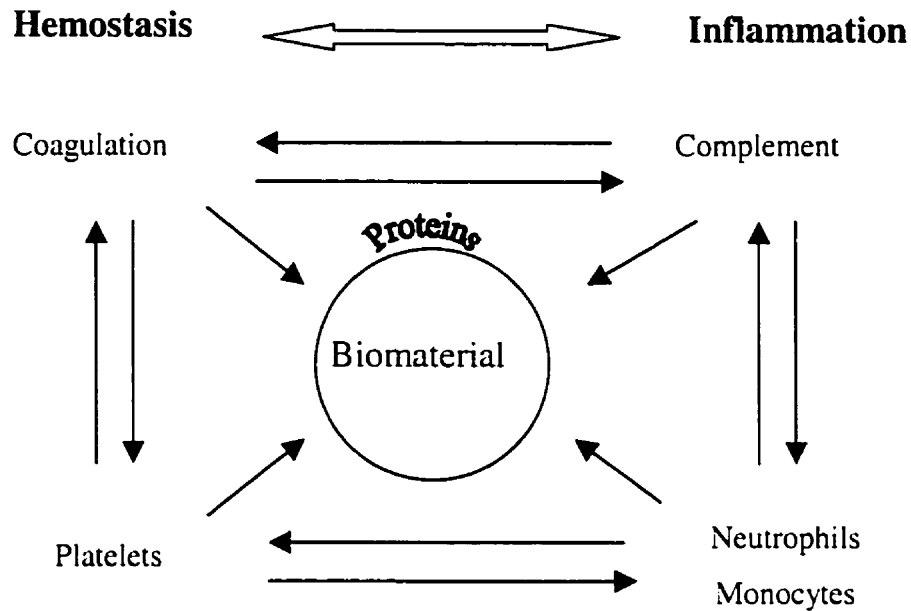 Hemostasis
Inflammation
Coagulation
Complement
Proteins
Biomaterial
Platelets
Neutrophils
Monocytes